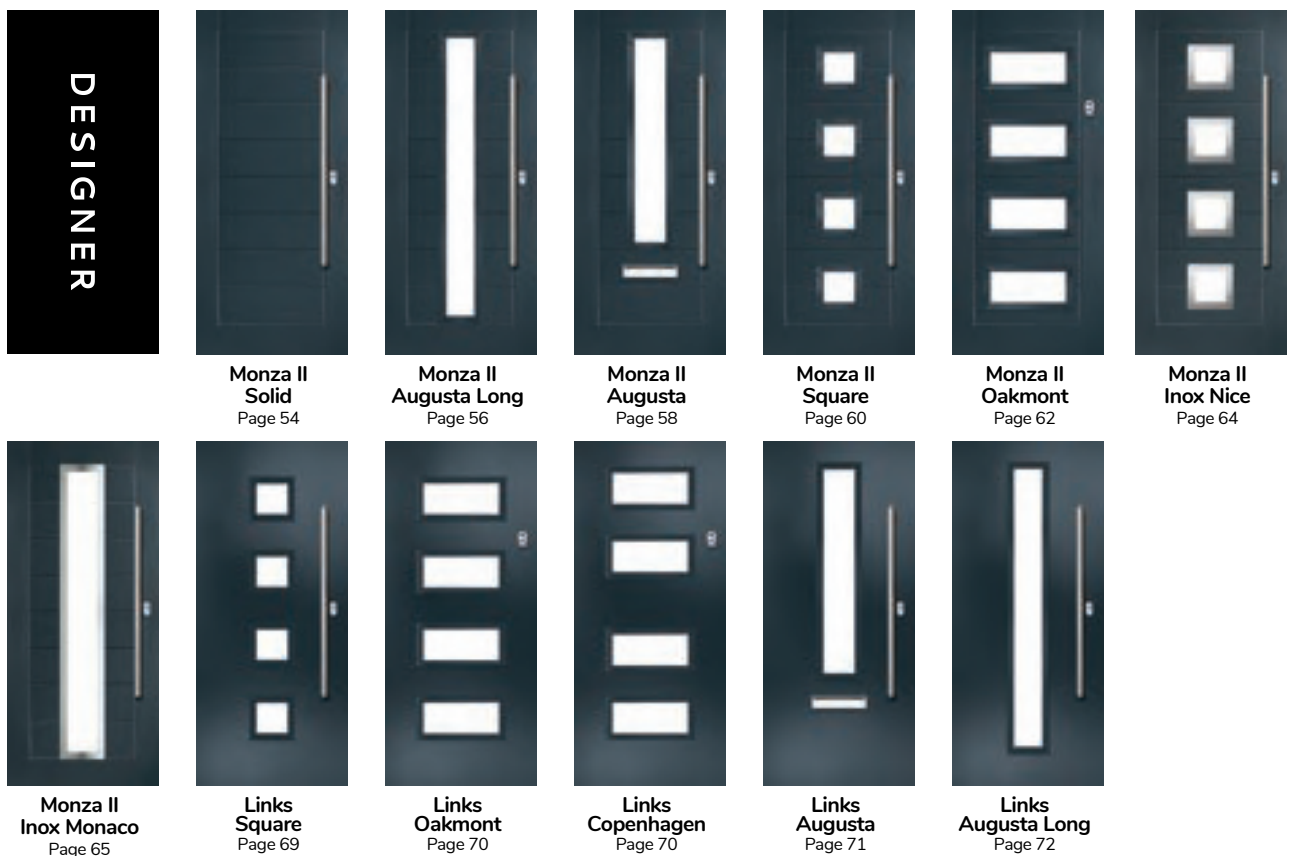 DESIGNER
Monza II
Solid
Page 54
Monza II
Augusta Long
Page 56
Monza II
Augusta
Page 58
Monza II
Square
Page 60
Monza II
Oakmont
Page 62
Monza II
Inox Nice
Page 64
Monza II
Inox Monaco
Page 65
Links
Square
Page 69
Links
Oakmont
Page 70
Links
Copenhagen
Page 70
Links
Augusta
Page 71
Links
Augusta Long
Page 72